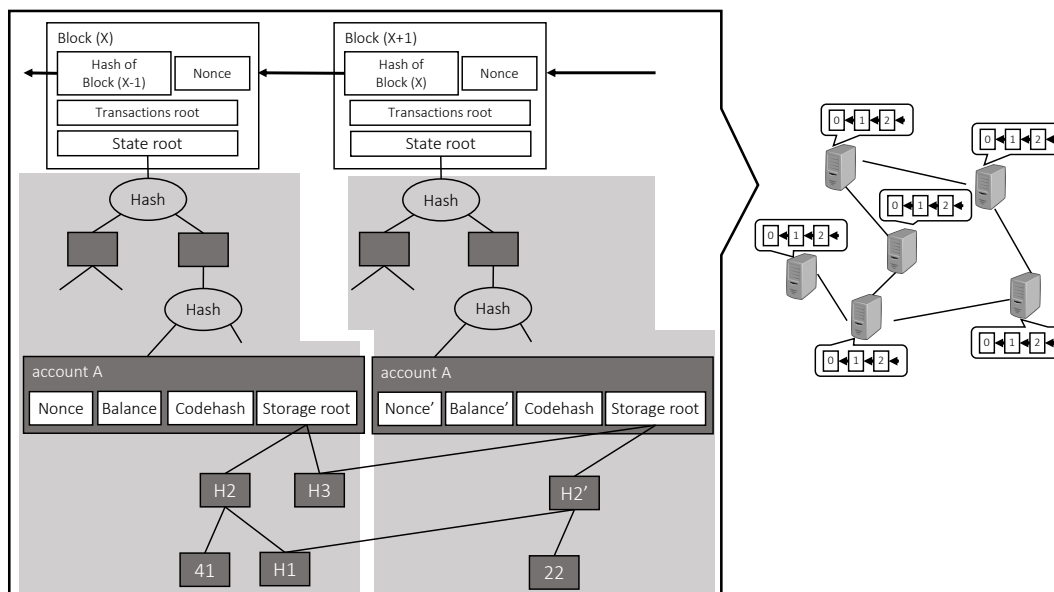 Block (X)
Hash of
Block (X-1)
Nonce
Transactions root
State root
Hash
Hash
account A
Nonce
Balance
Codehash
Storage root
H2
H3
41
H1
Block (X+1)
Hash of
Block (X)
Nonce
Transactions root
State root
Hash
Hash
account A
Nonce’
Balance’
Codehash
Storage root
H2’
22
0 1 2
0 1 2
0 1 2
0 1 2
0 1 2
0 1 2